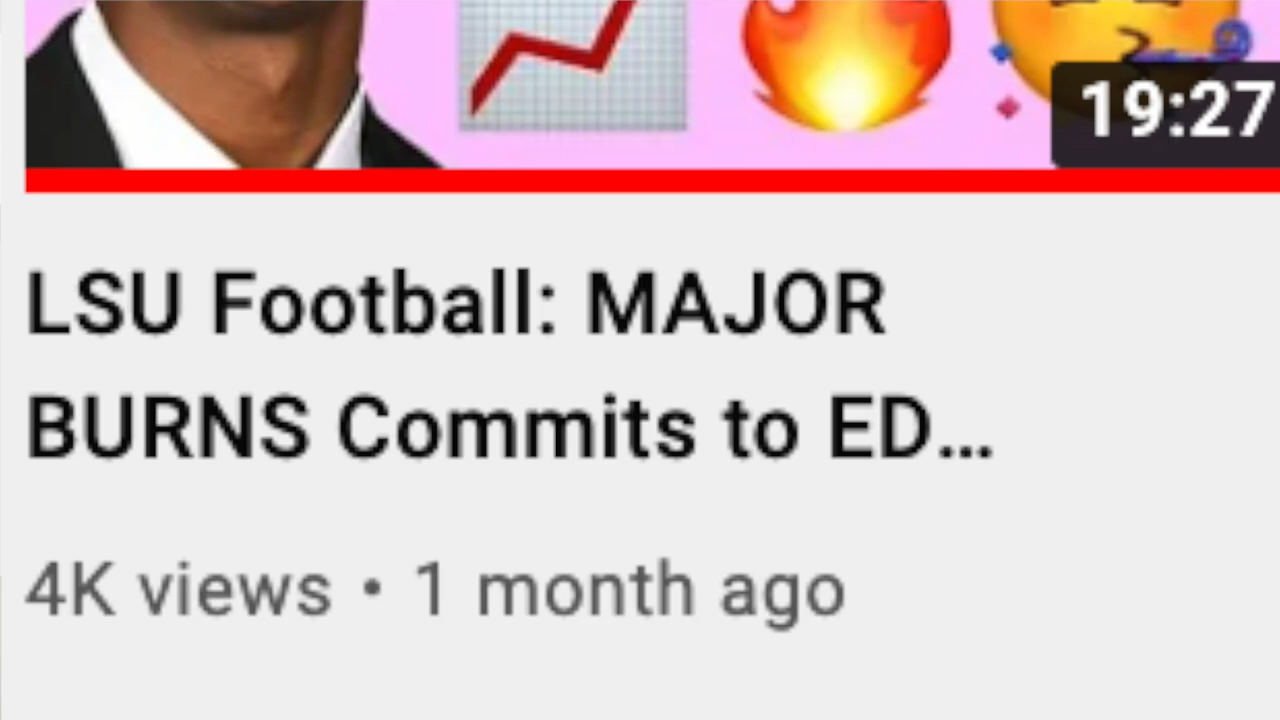 19:27
LSU Football: MAJOR
BURNS Commits to ED...
4K views • 1 month ago